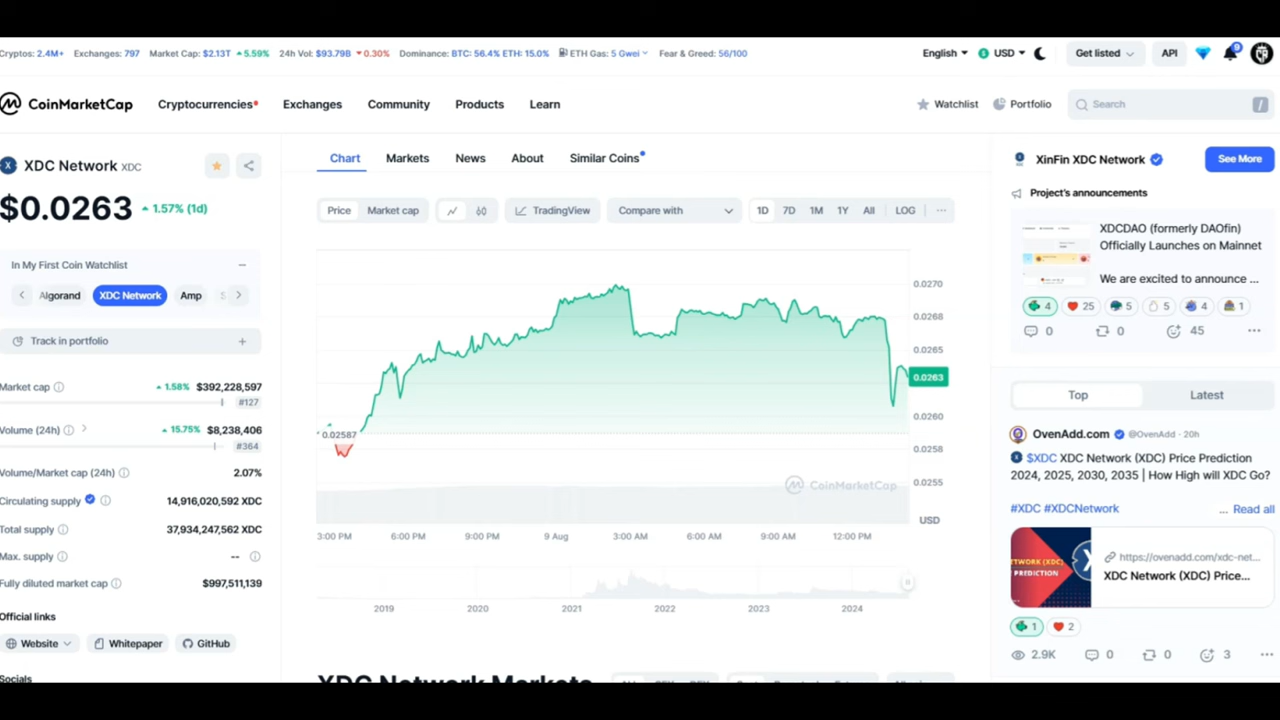 Cryptos: 2.4M+ Exchanges: 797 Market Cap: $2.13T 5.59% 24h Vol: $93.79B 0.30% Dominance: BTC: 56.4% ETH: 15.0% ETH Gas: 5 Gwei Fear & Greed: 56/100
English USD Get listed API
CoinMarketCap Cryptocurrencies Exchanges Community Products Learn
Watchlist Portfolio Search /
XDC Network XDC
$0.0263 1.57% (1d)
In My First Coin Watchlist
Algorand XDC Network Amp
Track in portfolio +
Market cap 1.58% $392,228,597
#127
Volume (24h) 15.75% $8,238,406
#364
Volume/Market cap (24h) 2.07%
Circulating supply 14,916,020,592 XDC
Total supply 37,934,247,562 XDC
Max. supply --
Fully diluted market cap $997,511,139
Official links
Website Whitepaper GitHub
Socials
Chart Markets News About Similar Coins
Price Market cap TradingView Compare with 1D 7D 1M 1Y All LOG ...
0.0270
0.0268
0.0265
0.0263
0.0260
0.02587
0.0258
0.0255
CoinMarketCap
USD
3:00 PM 6:00 PM 9:00 PM 9 Aug 3:00 AM 6:00 AM 9:00 AM 12:00 PM
2019 2020 2021 2022 2023 2024
XDC Network Markets
XinFin XDC Network See More
Project's announcements
XDCDAO (formerly DAOfin)
Officially Launches on Mainnet
We are excited to announce ...
4 25 5 5 4 1
0 0 45 ...
Top Latest
OvenAdd.com @OvenAdd · 20h
$XDC XDC Network (XDC) Price Prediction
2024, 2025, 2030, 2035 | How High will XDC Go?
#XDC #XDCNetwork ... Read all
TWORK (XDC)
PREDICTION
https://ovenadd.com/xdc-net...
XDC Network (XDC) Price...
1 2
2.9K 0 0 3 ...